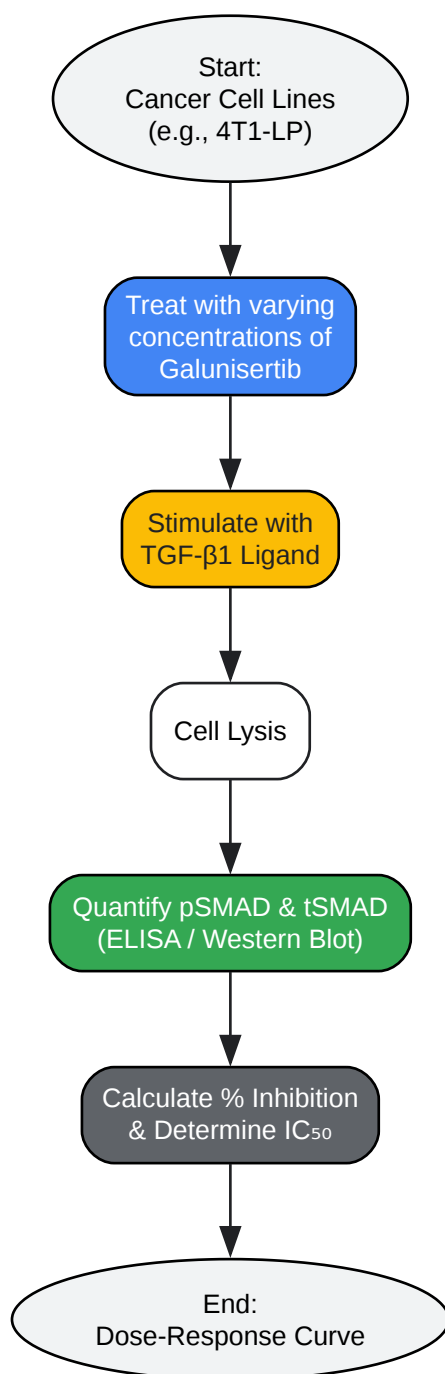 Start:
Cancer Cell Lines
(e.g., 4T1-LP)
Treat with varying
concentrations of
Galunisertib
Stimulate with
TGF-β1 Ligand
Cell Lysis
Quantify pSMAD & tSMAD
(ELISA / Western Blot)
Calculate % Inhibition
& Determine IC₅₀
End:
Dose-Response Curve